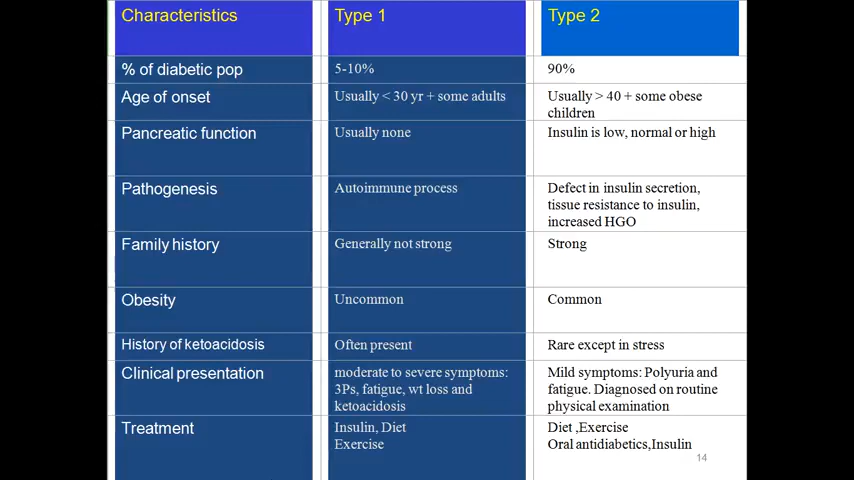 Characteristics Type 1 Type 2
% of diabetic pop 5-10% 90%
Age of onset Usually < 30 yr + some adults Usually > 40 + some obese
children
Pancreatic function Usually none Insulin is low, normal or high
Pathogenesis Autoimmune process Defect in insulin secretion,
tissue resistance to insulin,
increased HGO
Family history Generally not strong Strong
Obesity Uncommon Common
History of ketoacidosis Often present Rare except in stress
Clinical presentation moderate to severe symptoms: Mild symptoms: Polyuria and
3Ps, fatigue, wt loss and fatigue. Diagnosed on routine
ketoacidosis physical examination
Treatment Insulin, Diet Diet ,Exercise
Exercise Oral antidiabetics,Insulin
14